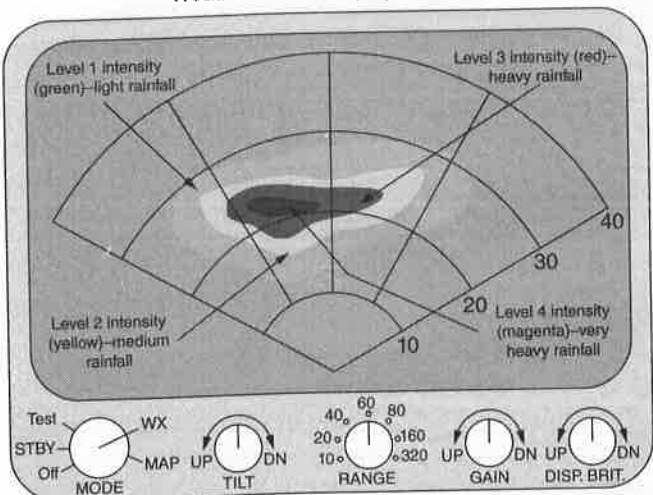 Level 1 intensity
(green)–light rainfall
Level 3 intensity (red)–
heavy rainfall
40
30
20
10
Level 2 intensity
(yellow)–medium
rainfall
Level 4 intensity
(magenta)–very
heavy rainfall
Test
STBY
Off
WX
MAP
MODE
UP
DN
TILT
10
20
40
60
80
160
320
RANGE
UP
DN
GAIN
UP
DN
DISP. BRIT.